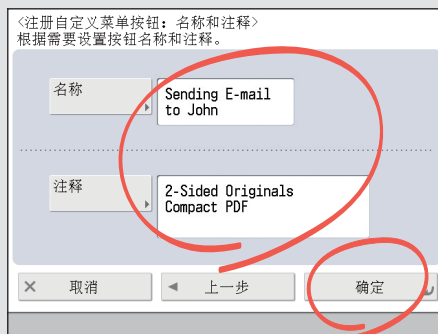 <注册自定义菜单按钮：名称和注释>
根据需要设置按钮名称和注释。
名称
Sending E-mail
to John
注释
2-Sided Originals
Compact PDF
× 取消
◀ 上一步
确定